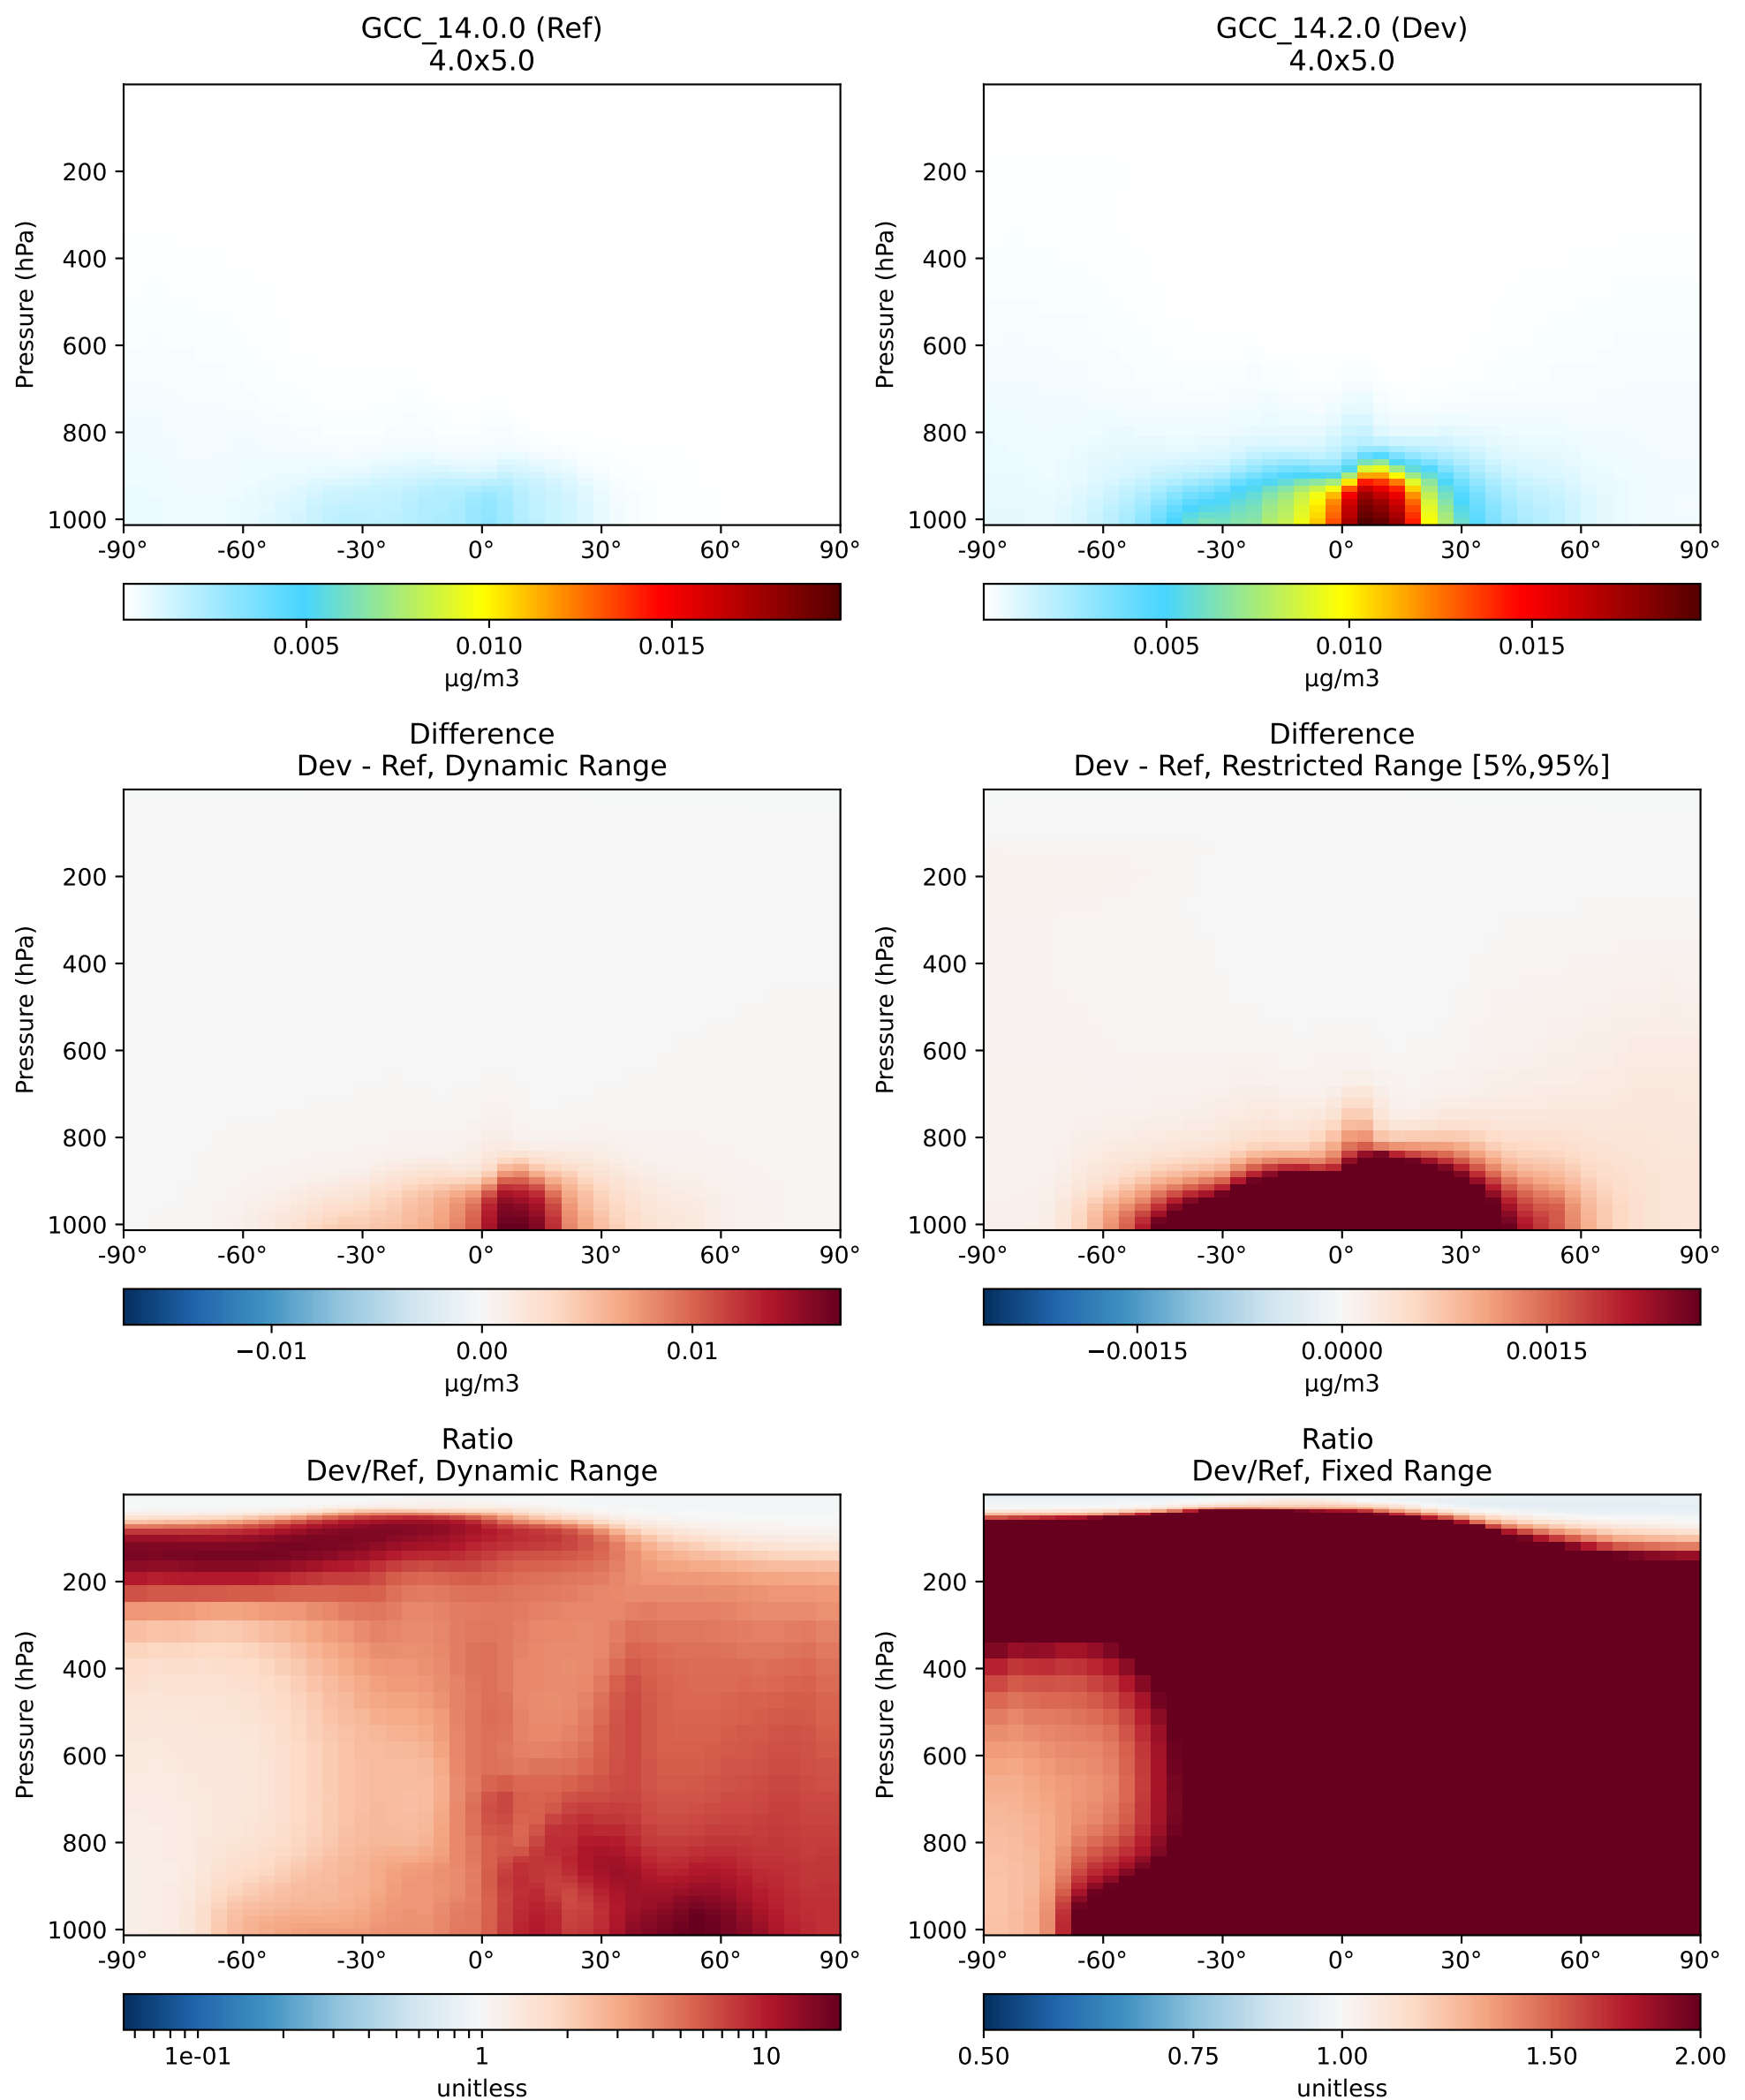 GCC_14.0.0 (Ref)
4.0x5.0
Pressure (hPa)
200
400
600
800
1000
-90° -60° -30° 0° 30° 60° 90°
0.005 0.010 0.015
µg/m3
GCC_14.2.0 (Dev)
4.0x5.0
Pressure (hPa)
200
400
600
800
1000
-90° -60° -30° 0° 30° 60° 90°
0.005 0.010 0.015
µg/m3
Difference
Dev - Ref, Dynamic Range
Pressure (hPa)
200
400
600
800
1000
-90° -60° -30° 0° 30° 60° 90°
−0.01 0.00 0.01
µg/m3
Difference
Dev - Ref, Restricted Range [5%,95%]
Pressure (hPa)
200
400
600
800
1000
-90° -60° -30° 0° 30° 60° 90°
−0.0015 0.0000 0.0015
µg/m3
Ratio
Dev/Ref, Dynamic Range
Pressure (hPa)
200
400
600
800
1000
-90° -60° -30° 0° 30° 60° 90°
1e-01 1 10
unitless
Ratio
Dev/Ref, Fixed Range
Pressure (hPa)
200
400
600
800
1000
-90° -60° -30° 0° 30° 60° 90°
0.50 0.75 1.00 1.50 2.00
unitless